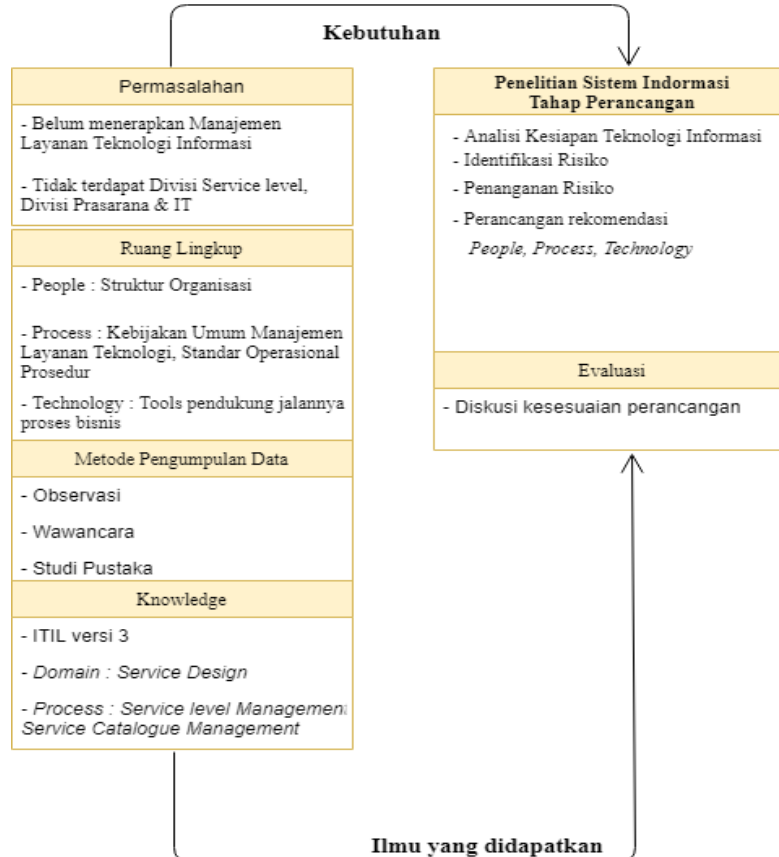 Kebutuhan
Permasalahan
- Belum menerapkan Manajemen
Layanan Teknologi Informasi
- Tidak terdapat Divisi Service level,
Divisi Prasarana & IT
Ruang Lingkup
- People : Struktur Organisasi
- Process : Kebijakan Umum Manajemen
Layanan Teknologi, Standar Operasional
Prosedur
- Technology : Tools pendukung jalannya
proses bisnis
Metode Pengumpulan Data
- Observasi
- Wawancara
- Studi Pustaka
Knowledge
- ITIL versi 3
- Domain : Service Design
- Process : Service level Management
Service Catalogue Management
Penelitian Sistem Indormasi
Tahap Perancangan
- Analisi Kesiapan Teknologi Informasi
- Identifikasi Risiko
- Penanganan Risiko
- Perancangan rekomendasi
People, Process, Technology
Evaluasi
- Diskusi kesesuaian perancangan
Ilmu yang didapatkan